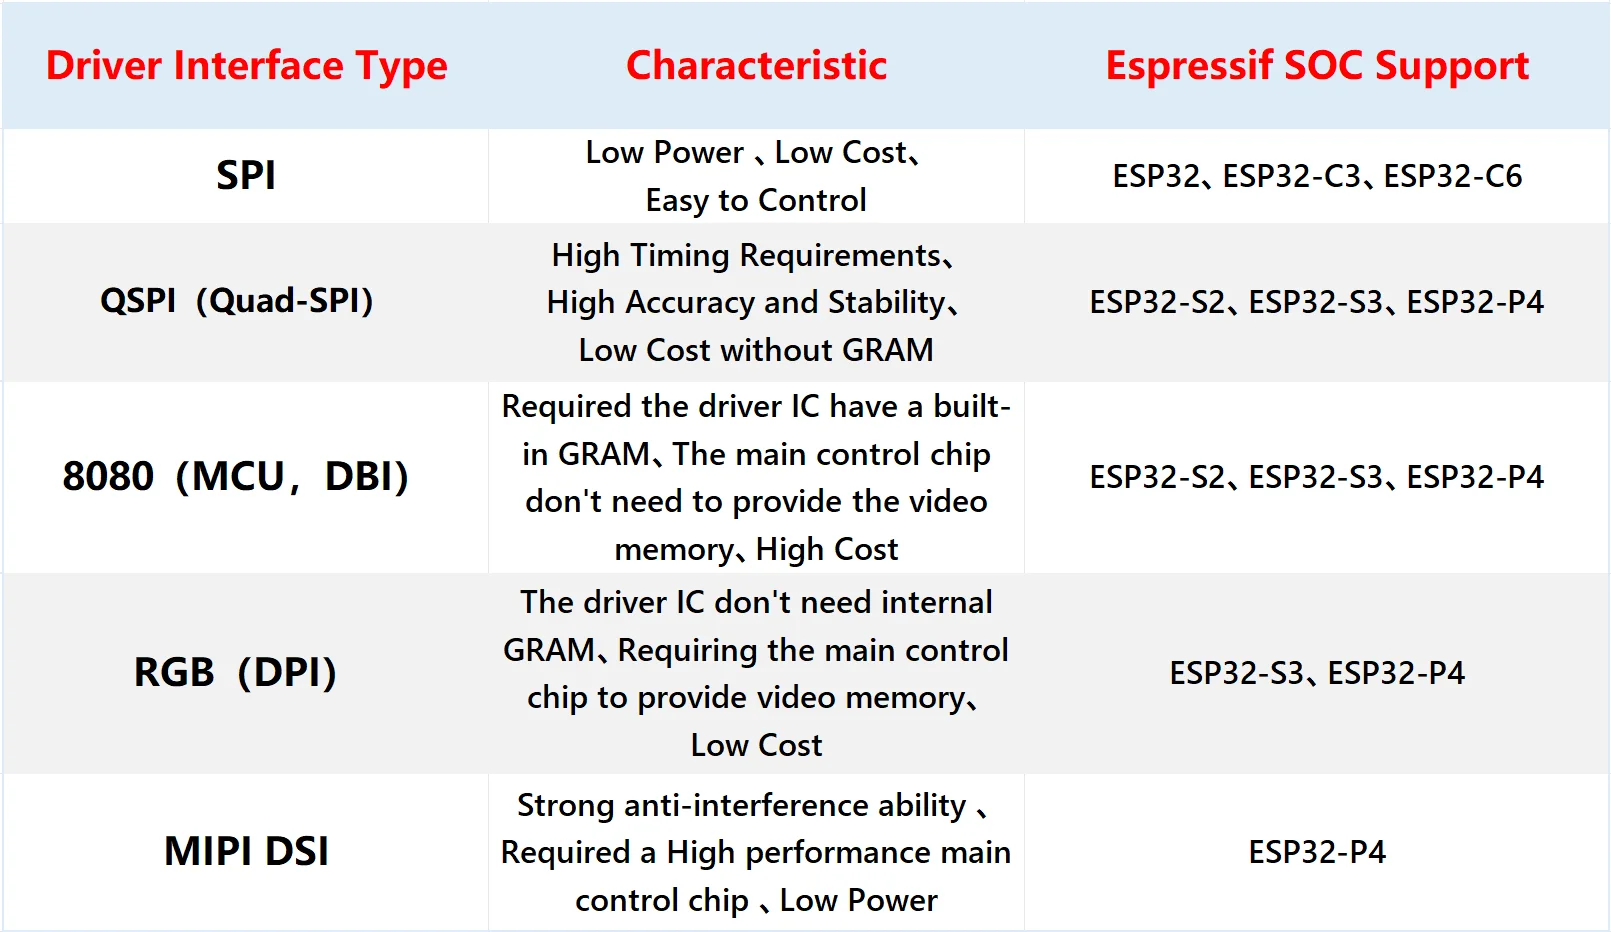 Driver Interface Type
Characteristic
Espressif SOC Support
SPI
Low Power 、Low Cost、
Easy to Control
ESP32、ESP32-C3、ESP32-C6
QSPI（Quad-SPI）
High Timing Requirements、
High Accuracy and Stability、
Low Cost without GRAM
ESP32-S2、ESP32-S3、ESP32-P4
8080（MCU，DBI）
Required the driver IC have a built-
in GRAM、The main control chip
don't need to provide the video
memory、High Cost
ESP32-S2、ESP32-S3、ESP32-P4
RGB（DPI）
The driver IC don't need internal
GRAM、Requiring the main control
chip to provide video memory、
Low Cost
ESP32-S3、ESP32-P4
MIPI DSI
Strong anti-interference ability 、
Required a High performance main
control chip 、Low Power
ESP32-P4